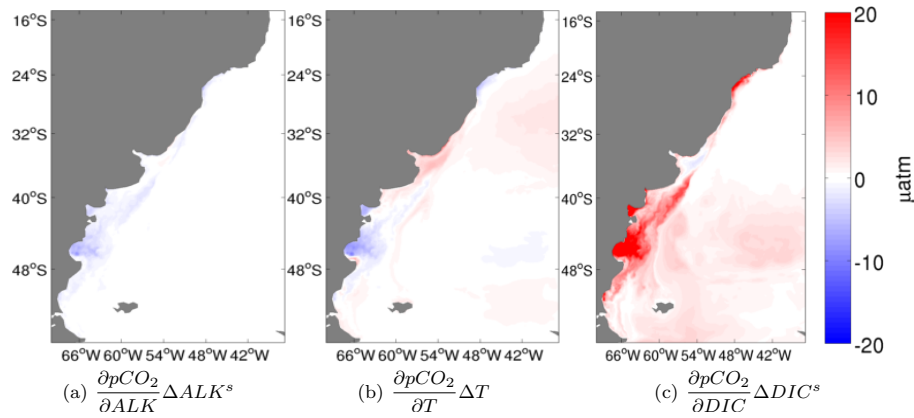 16°S
24°S
32°S
40°S
48°S
66°W 60°W 54°W 48°W 42°W
16°S
24°S
32°S
40°S
48°S
66°W 60°W 54°W 48°W 42°W
16°S
24°S
32°S
40°S
48°S
66°W 60°W 54°W 48°W 42°W
20
10
0
-10
-20
µatm
(a) ∂pCO₂/∂ALK ΔALKˢ
(b) ∂pCO₂/∂T ΔT
(c) ∂pCO₂/∂DIC ΔDICˢ